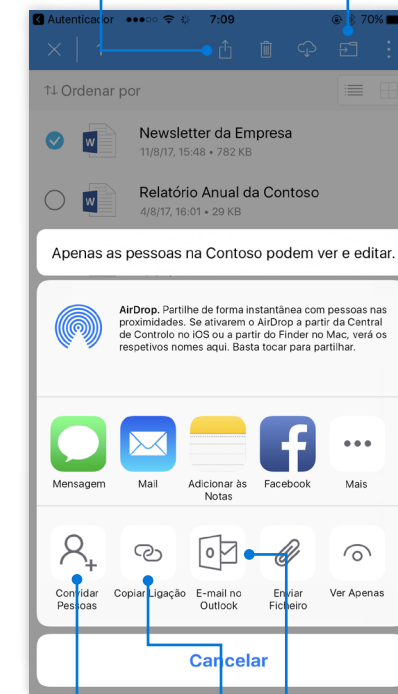 Autenticador 7:09 70%
1
↑↓ Ordenar por
Newsletter da Empresa
11/8/17, 15:48 • 782 KB
Relatório Anual da Contoso
4/8/17, 16:01 • 29 KB
Apenas as pessoas na Contoso podem ver e editar.
AirDrop. Partilhe de forma instantânea com pessoas nas
proximidades. Se ativarem o AirDrop a partir da Central
de Controlo no iOS ou a partir do Finder no Mac, verá os
respetivos nomes aqui. Basta tocar para partilhar.
Mensagem Mail Adicionar às Facebook Mais
Notas
Convidar Copiar Ligação E-mail no Enviar Ver Apenas
Pessoas Outlook Ficheiro
Cancelar